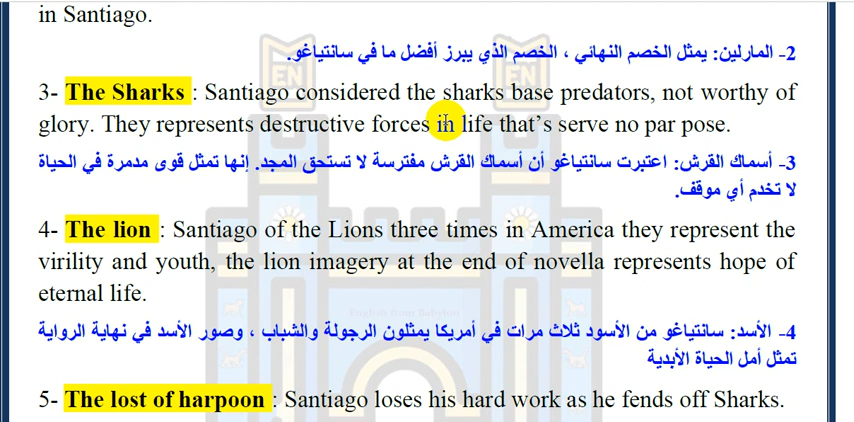 in Santiago.
2- المارلين: يمثل الخصم النهائي ، الخصم الذي يبرز أفضل ما في سانتياغو.
3- The Sharks : Santiago considered the sharks base predators, not worthy of
glory. They represents destructive forces in life that’s serve no par pose.
3- أسماك القرش: اعتبرت سانتياغو أن أسماك القرش مفترسة لا تستحق المجد. إنها تمثل قوى مدمرة في الحياة
لا تخدم أي موقف.
4- The lion : Santiago of the Lions three times in America they represent the
virility and youth, the lion imagery at the end of novella represents hope of
eternal life.
4- الأسد: سانتياغو من الأسود ثلاث مرات في أمريكا يمثلون الرجولة والشباب ، وصور الأسد في نهاية الرواية
تمثل أمل الحياة الأبدية
5- The lost of harpoon : Santiago loses his hard work as he fends off Sharks.
EN
EN
English from Babylon